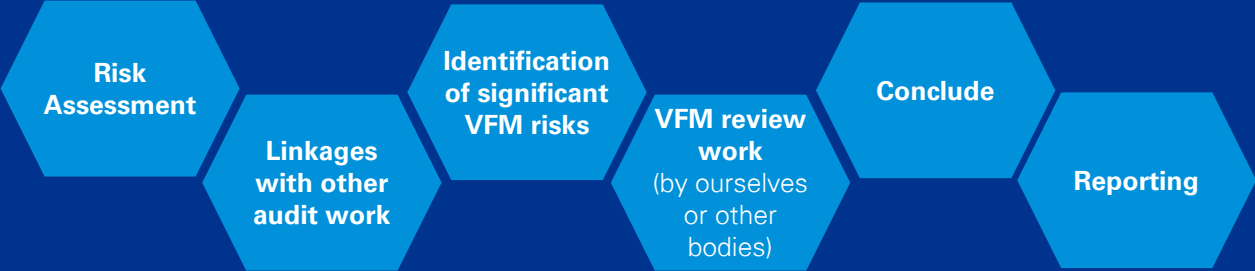 Risk
Assessment
Linkages
with other
audit work
Identification
of significant
VFM risks
VFM review
work
(by ourselves
or other
bodies)
Conclude
Reporting